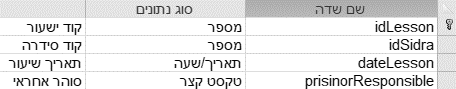 שם שדה סוג נתונים
idLesson מספר קוד ישעור
idSidra מספר קוד סידרה
dateLesson תאריך/שעה תאריך שיעור
prisinorResponsible טקסט קצר סוהר אחראי